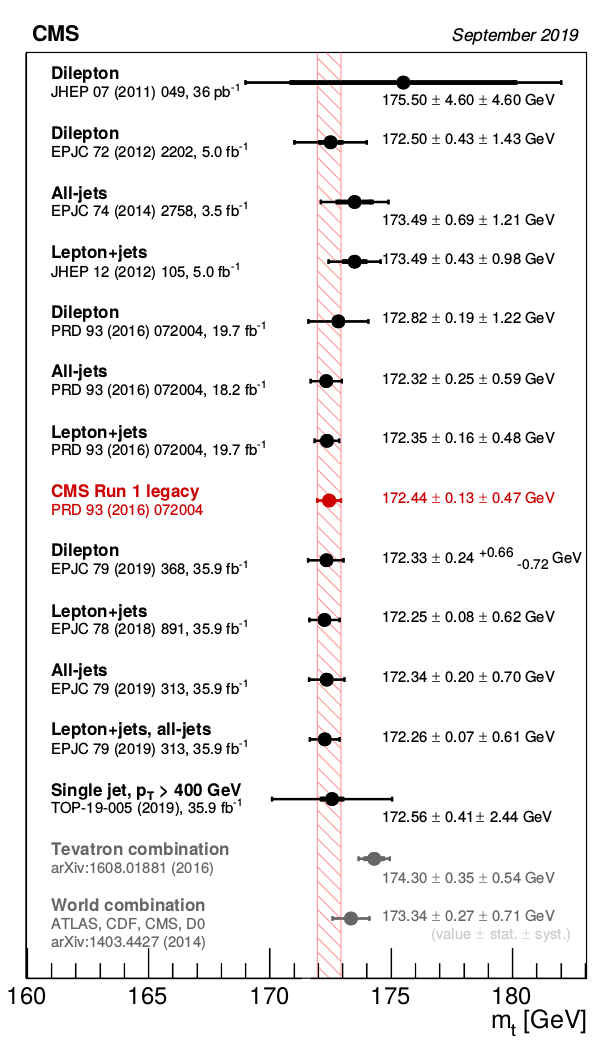 CMS
September 2019
Dilepton
JHEP 07 (2011) 049, 36 pb⁻¹
175.50 ± 4.60 ± 4.60 GeV
Dilepton
EPJC 72 (2012) 2202, 5.0 fb⁻¹
172.50 ± 0.43 ± 1.43 GeV
All-jets
EPJC 74 (2014) 2758, 3.5 fb⁻¹
173.49 ± 0.69 ± 1.21 GeV
Lepton+jets
JHEP 12 (2012) 105, 5.0 fb⁻¹
173.49 ± 0.43 ± 0.98 GeV
Dilepton
PRD 93 (2016) 072004, 19.7 fb⁻¹
172.82 ± 0.19 ± 1.22 GeV
All-jets
PRD 93 (2016) 072004, 18.2 fb⁻¹
172.32 ± 0.25 ± 0.59 GeV
Lepton+jets
PRD 93 (2016) 072004, 19.7 fb⁻¹
172.35 ± 0.16 ± 0.48 GeV
CMS Run 1 legacy
PRD 93 (2016) 072004
172.44 ± 0.13 ± 0.47 GeV
Dilepton
EPJC 79 (2019) 368, 35.9 fb⁻¹
172.33 ± 0.24 +0.66 -0.72 GeV
Lepton+jets
EPJC 78 (2018) 891, 35.9 fb⁻¹
172.25 ± 0.08 ± 0.62 GeV
All-jets
EPJC 79 (2019) 313, 35.9 fb⁻¹
172.34 ± 0.20 ± 0.70 GeV
Lepton+jets, all-jets
EPJC 79 (2019) 313, 35.9 fb⁻¹
172.26 ± 0.07 ± 0.61 GeV
Single jet, p_T > 400 GeV
TOP-19-005 (2019), 35.9 fb⁻¹
172.56 ± 0.41 ± 2.44 GeV
Tevatron combination
arXiv:1608.01881 (2016)
174.30 ± 0.35 ± 0.54 GeV
World combination
ATLAS, CDF, CMS, D0
arXiv:1403.4427 (2014)
173.34 ± 0.27 ± 0.71 GeV
(value ± stat. ± syst.)
160 165 170 175 180
m_t [GeV]